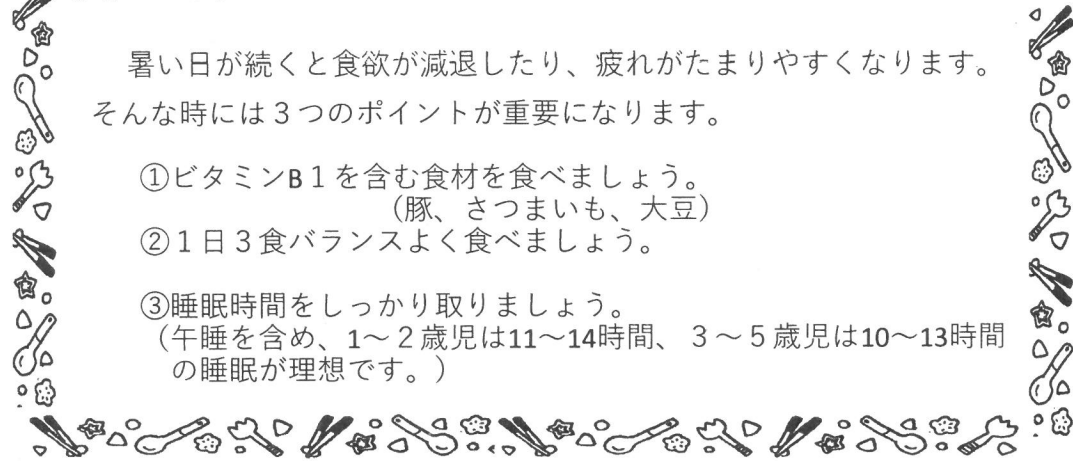 暑い日が続くと食欲が減退したり、疲れがたまりやすくなります。
そんな時には３つのポイントが重要になります。
①ビタミンB１を含む食材を食べましょう。
（豚、さつまいも、大豆）
②１日３食バランスよく食べましょう。
③睡眠時間をしっかり取りましょう。
（午睡を含め、1～２歳児は11～14時間、３～５歳児は10～13時間
の睡眠が理想です。）